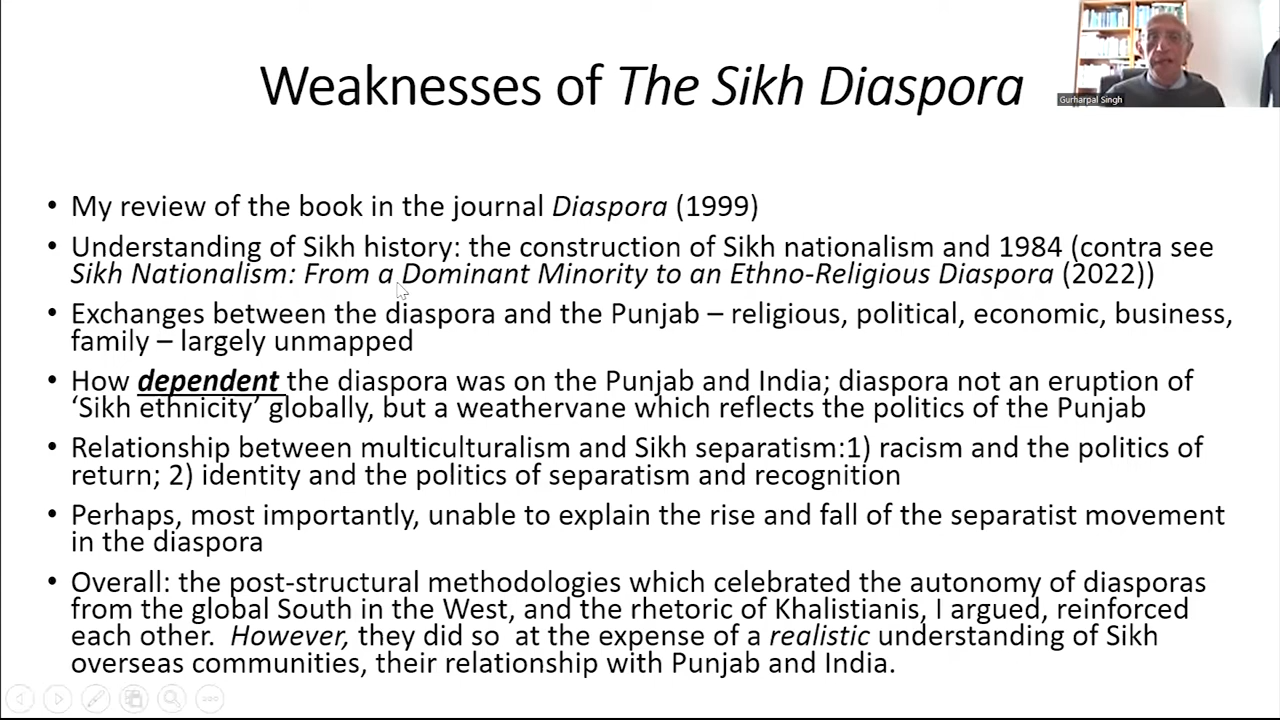 Weaknesses of The Sikh Diaspora
Gurharpal Singh
• My review of the book in the journal Diaspora (1999)
• Understanding of Sikh history: the construction of Sikh nationalism and 1984 (contra see
Sikh Nationalism: From a Dominant Minority to an Ethno-Religious Diaspora (2022))
• Exchanges between the diaspora and the Punjab – religious, political, economic, business,
family – largely unmapped
• How dependent the diaspora was on the Punjab and India; diaspora not an eruption of
‘Sikh ethnicity’ globally, but a weathervane which reflects the politics of the Punjab
• Relationship between multiculturalism and Sikh separatism:1) racism and the politics of
return; 2) identity and the politics of separatism and recognition
• Perhaps, most importantly, unable to explain the rise and fall of the separatist movement
in the diaspora
• Overall: the post-structural methodologies which celebrated the autonomy of diasporas
from the global South in the West, and the rhetoric of Khalistianis, I argued, reinforced
each other. However, they did so at the expense of a realistic understanding of Sikh
overseas communities, their relationship with Punjab and India.